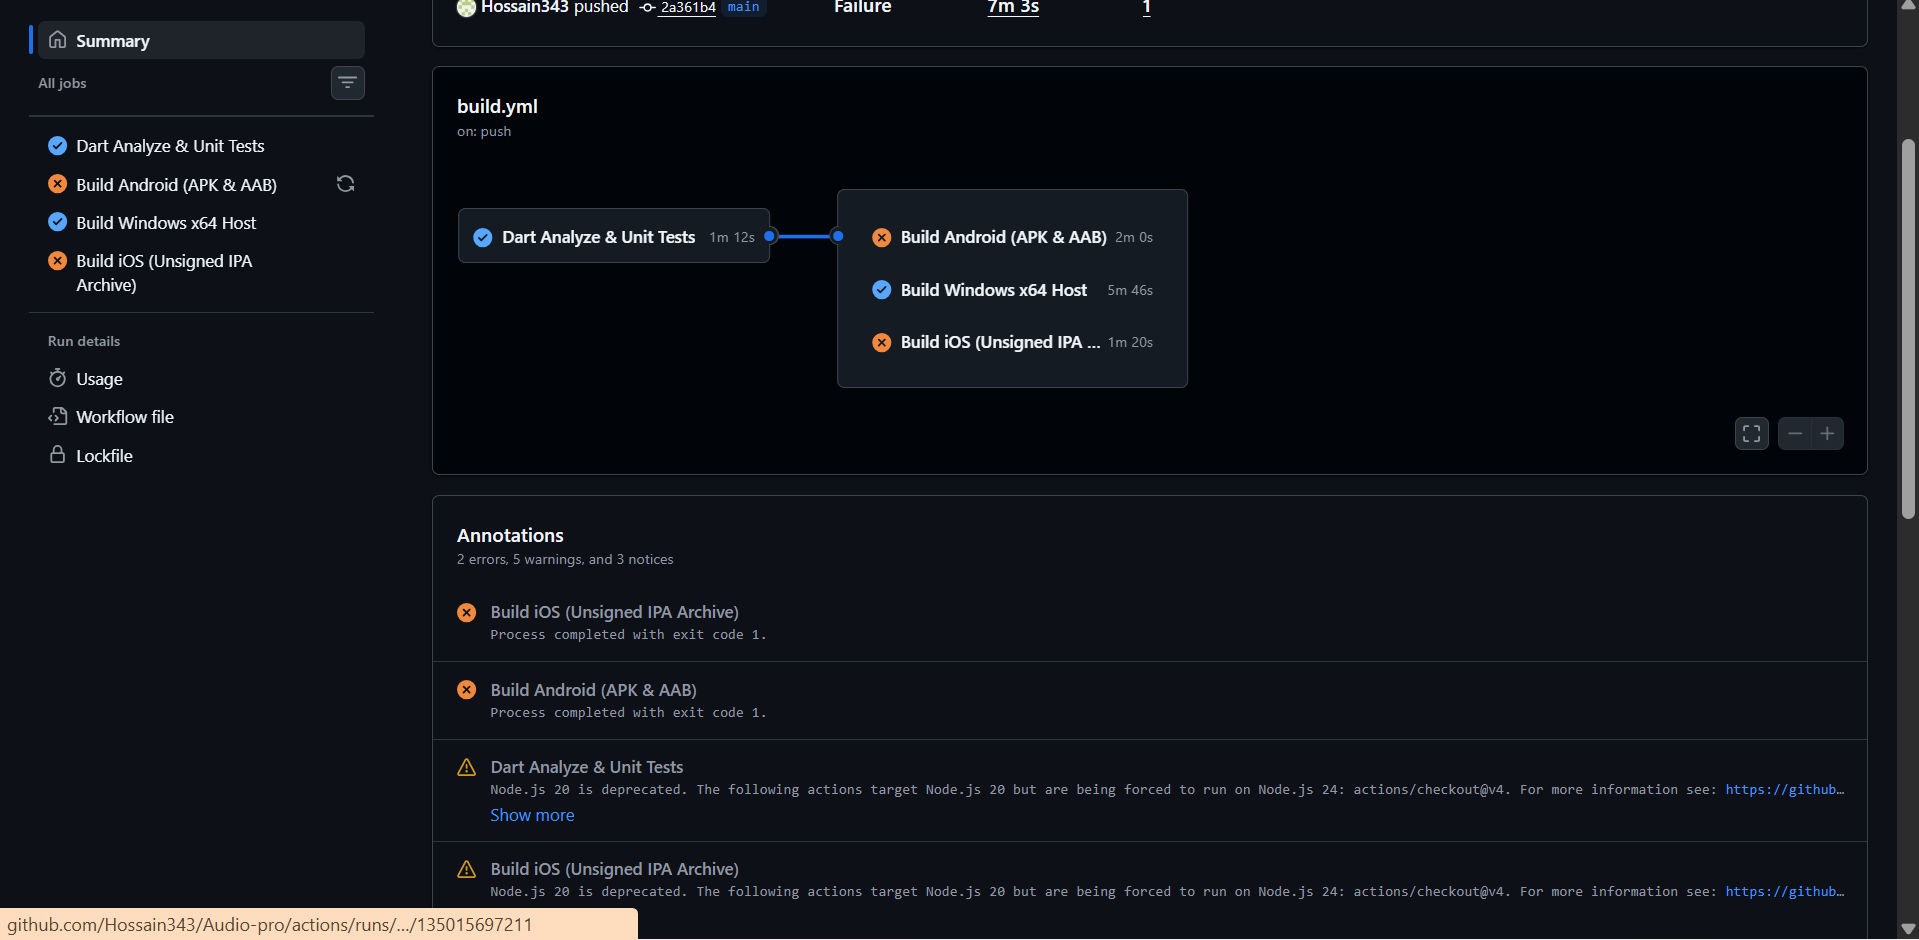 Hossain343 pushed 2a361b4 main
Failure
7m 3s
1
Summary
All jobs
Dart Analyze & Unit Tests
Build Android (APK & AAB)
Build Windows x64 Host
Build iOS (Unsigned IPA
Archive)
Run details
Usage
Workflow file
Lockfile
build.yml
on: push
Dart Analyze & Unit Tests 1m 12s
Build Android (APK & AAB) 2m 0s
Build Windows x64 Host 5m 46s
Build iOS (Unsigned IPA ... 1m 20s
Annotations
2 errors, 5 warnings, and 3 notices
Build iOS (Unsigned IPA Archive)
Process completed with exit code 1.
Build Android (APK & AAB)
Process completed with exit code 1.
Dart Analyze & Unit Tests
Node.js 20 is deprecated. The following actions target Node.js 20 but are being forced to run on Node.js 24: actions/checkout@v4. For more information see: https://github…
Show more
Build iOS (Unsigned IPA Archive)
Node.js 20 is deprecated. The following actions target Node.js 20 but are being forced to run on Node.js 24: actions/checkout@v4. For more information see: https://github…
github.com/Hossain343/Audio-pro/actions/runs/.../135015697211